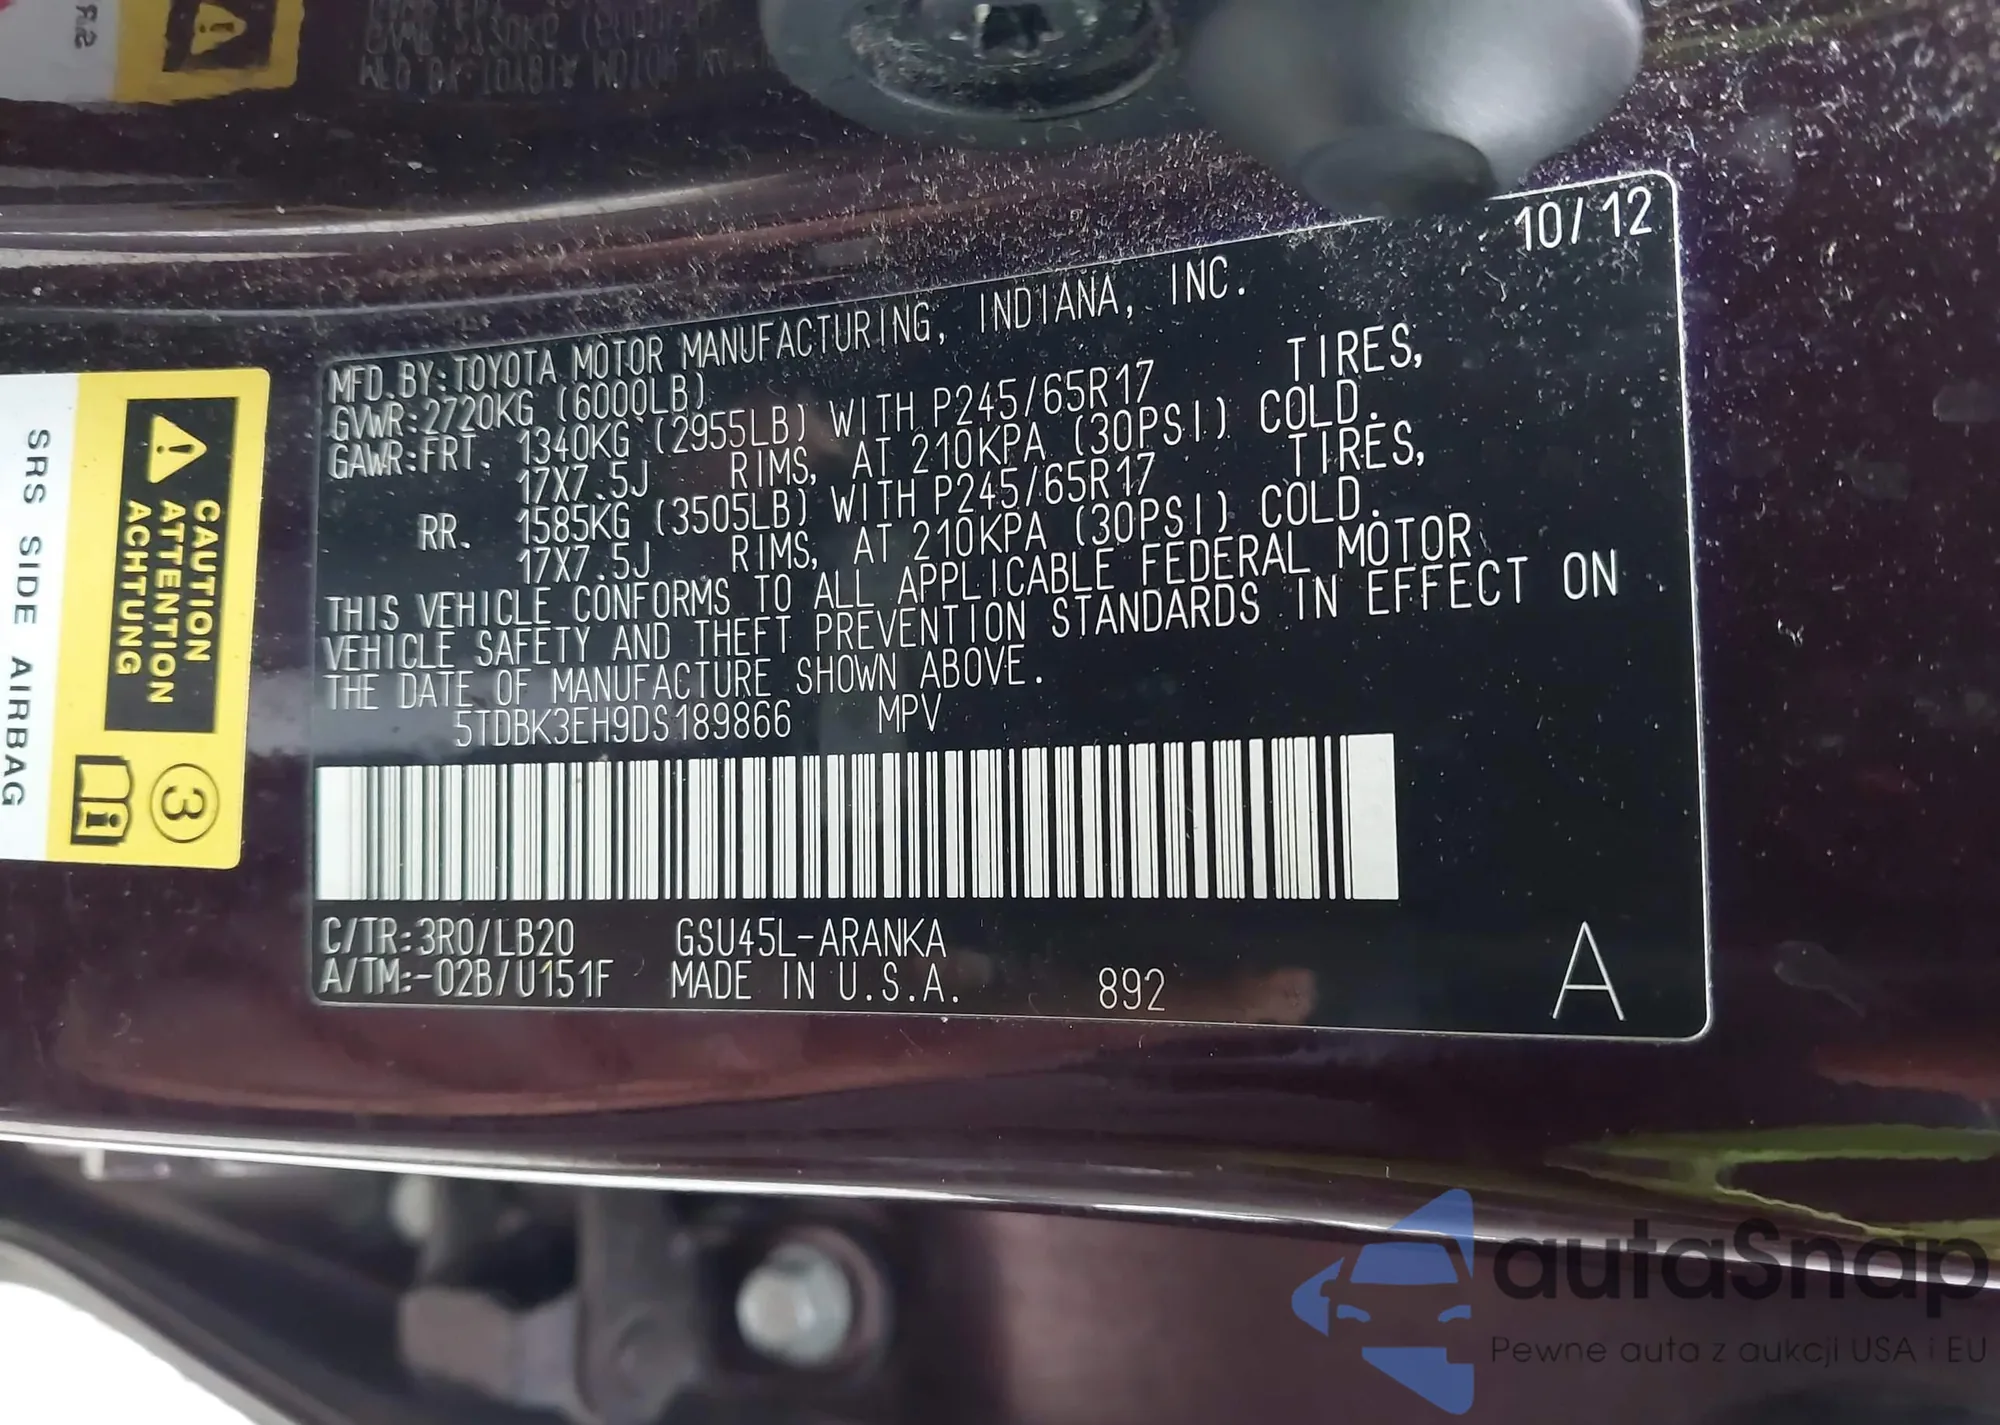 10/12
MFD.BY:TOYOTA MOTOR MANUFACTURING, INDIANA, INC.
GVWR:2720KG (6000LB)
GAWR:FRT. 1340KG (2955LB) WITH P245/65R17 TIRES,
17X7.5J RIMS, AT 210KPA (30PSI) COLD.
RR. 1585KG (3505LB) WITH P245/65R17 TIRES,
17X7.5J RIMS, AT 210KPA (30PSI) COLD.
THIS VEHICLE CONFORMS TO ALL APPLICABLE FEDERAL MOTOR
VEHICLE SAFETY AND THEFT PREVENTION STANDARDS IN EFFECT ON
THE DATE OF MANUFACTURE SHOWN ABOVE.
5TDBK3EH9DS189866 MPV
C/TR:3R0/LB20 GSU45L-ARANKA
A/TM:-02B/U151F MADE IN U.S.A. 892 A
CAUTION
ATTENTION
ACHTUNG
SRS SIDE AIRBAG
3
autaSnap
Pewne auta z aukcji USA i EU